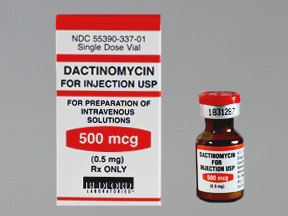 NDC 55390-337-01
Single Dose Vial
DACTINOMYCIN
FOR INJECTION USP
FOR PREPARATION OF
INTRAVENOUS
SOLUTIONS
500 mcg
(0.5 mg)
Rx ONLY
BEDFORD
LABORATORIES
1831287
DACTINOMYCIN
FOR
INJECTION USP
500 mcg
(0.5 mg)